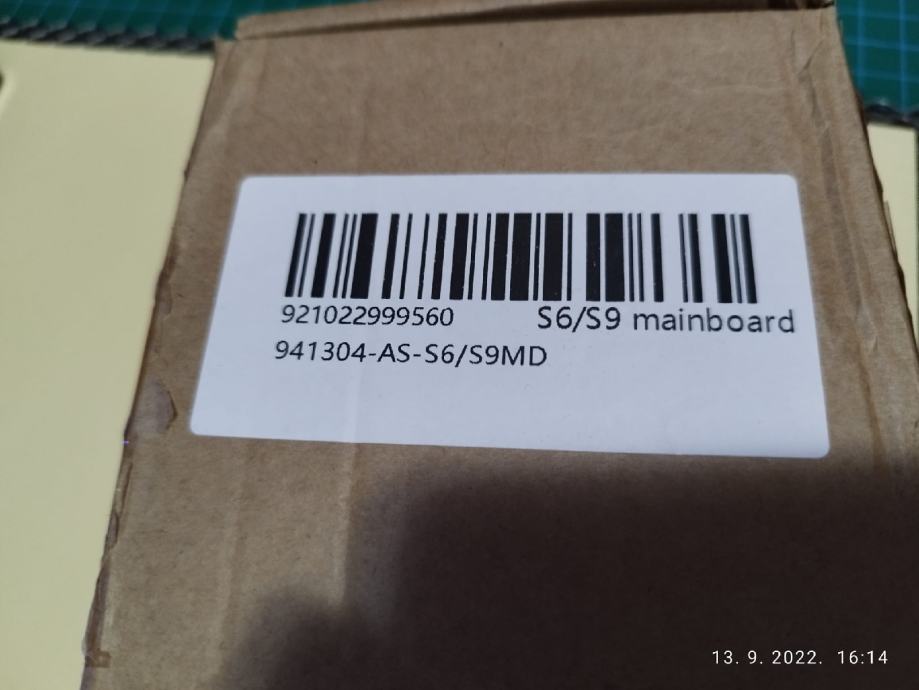 921022999560 S6/S9 mainboard
941304-AS-S6/S9MD
13. 9. 2022. 16:14